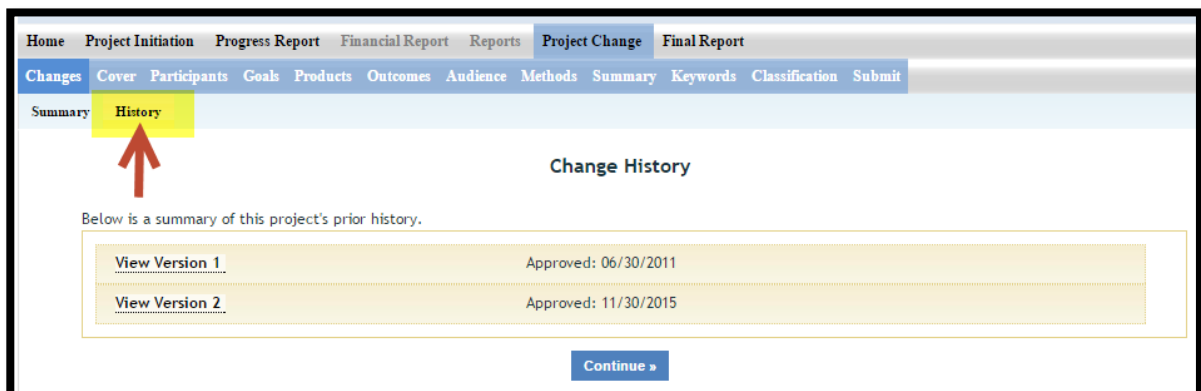 Home Project Initiation Progress Report Financial Report Reports Project Change Final Report
Changes Cover Participants Goals Products Outcomes Audience Methods Summary Keywords Classification Submit
Summary History
Change History
Below is a summary of this project's prior history.
View Version 1 Approved: 06/30/2011
View Version 2 Approved: 11/30/2015
Continue »